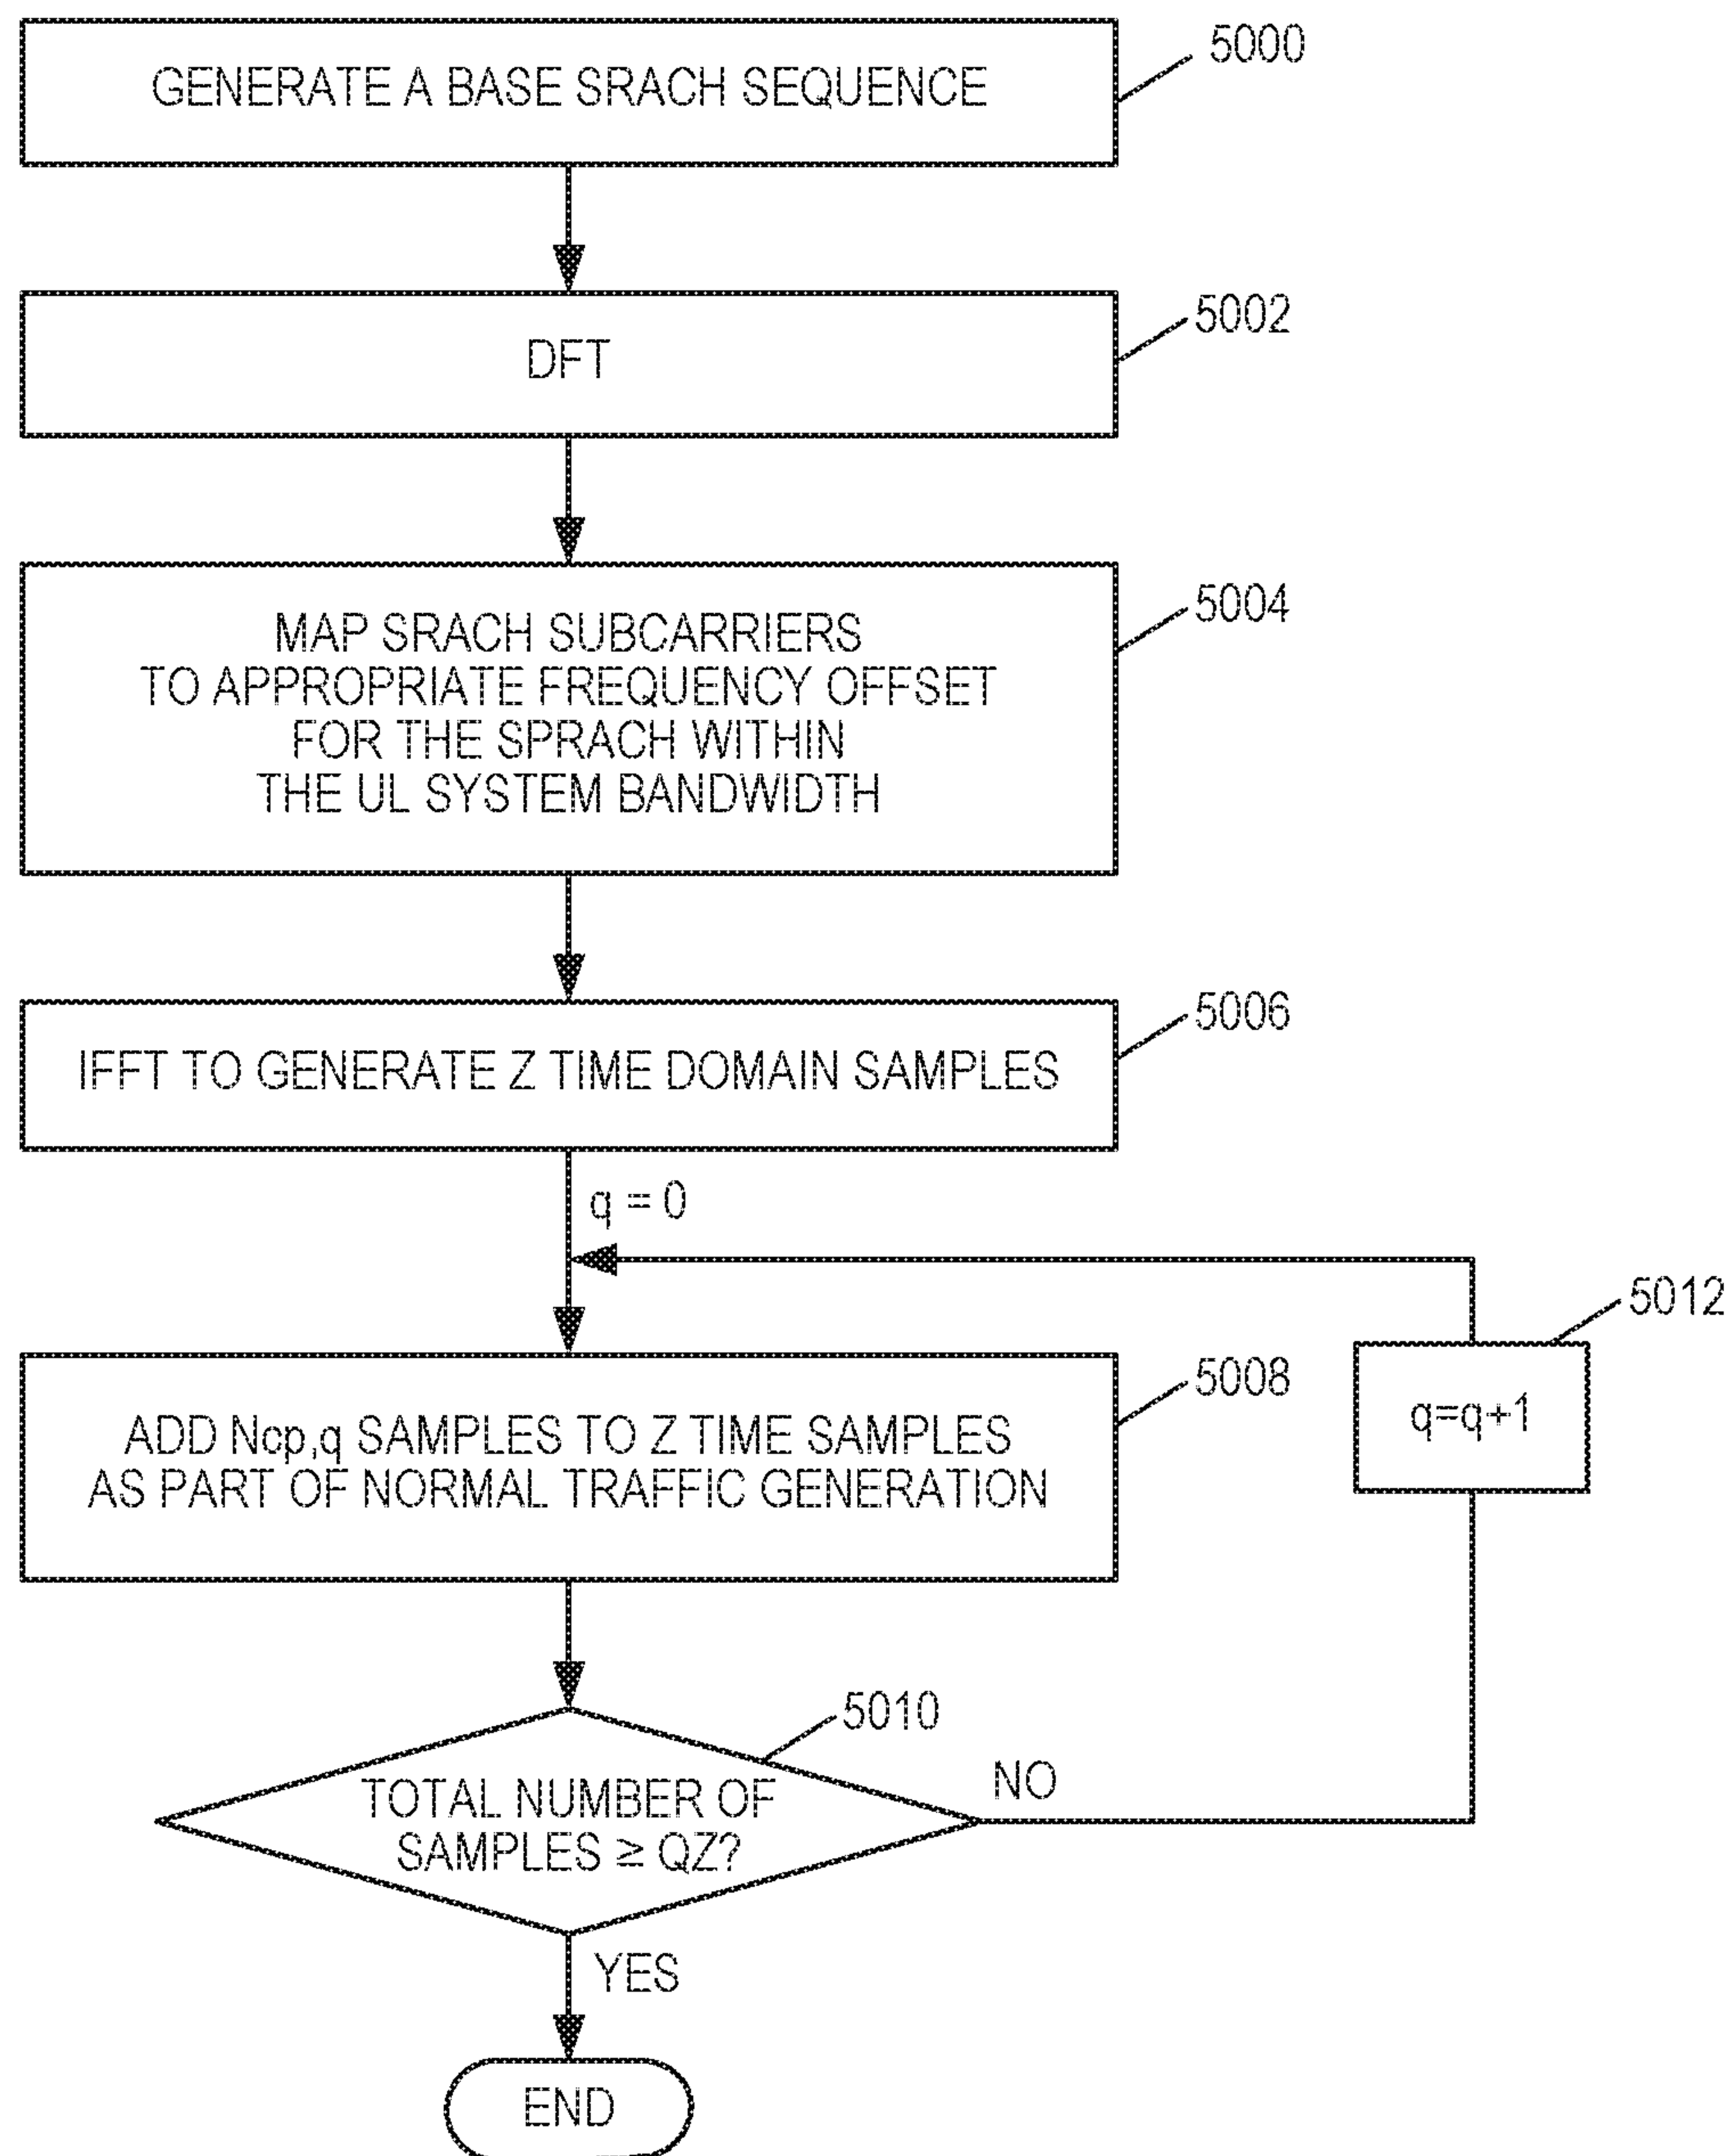 GENERATE A BASE SRACH SEQUENCE
5000
DFT
5002
MAP SRACH SUBCARRIERS
TO APPROPRIATE FREQUENCY OFFSET
FOR THE SPRACH WITHIN
THE UL SYSTEM BANDWIDTH
5004
IFFT TO GENERATE Z TIME DOMAIN SAMPLES
5006
q = 0
5012
q=q+1
ADD Ncp,q SAMPLES TO Z TIME SAMPLES
AS PART OF NORMAL TRAFFIC GENERATION
5008
5010
TOTAL NUMBER OF
SAMPLES ≥ QZ?
NO
YES
END